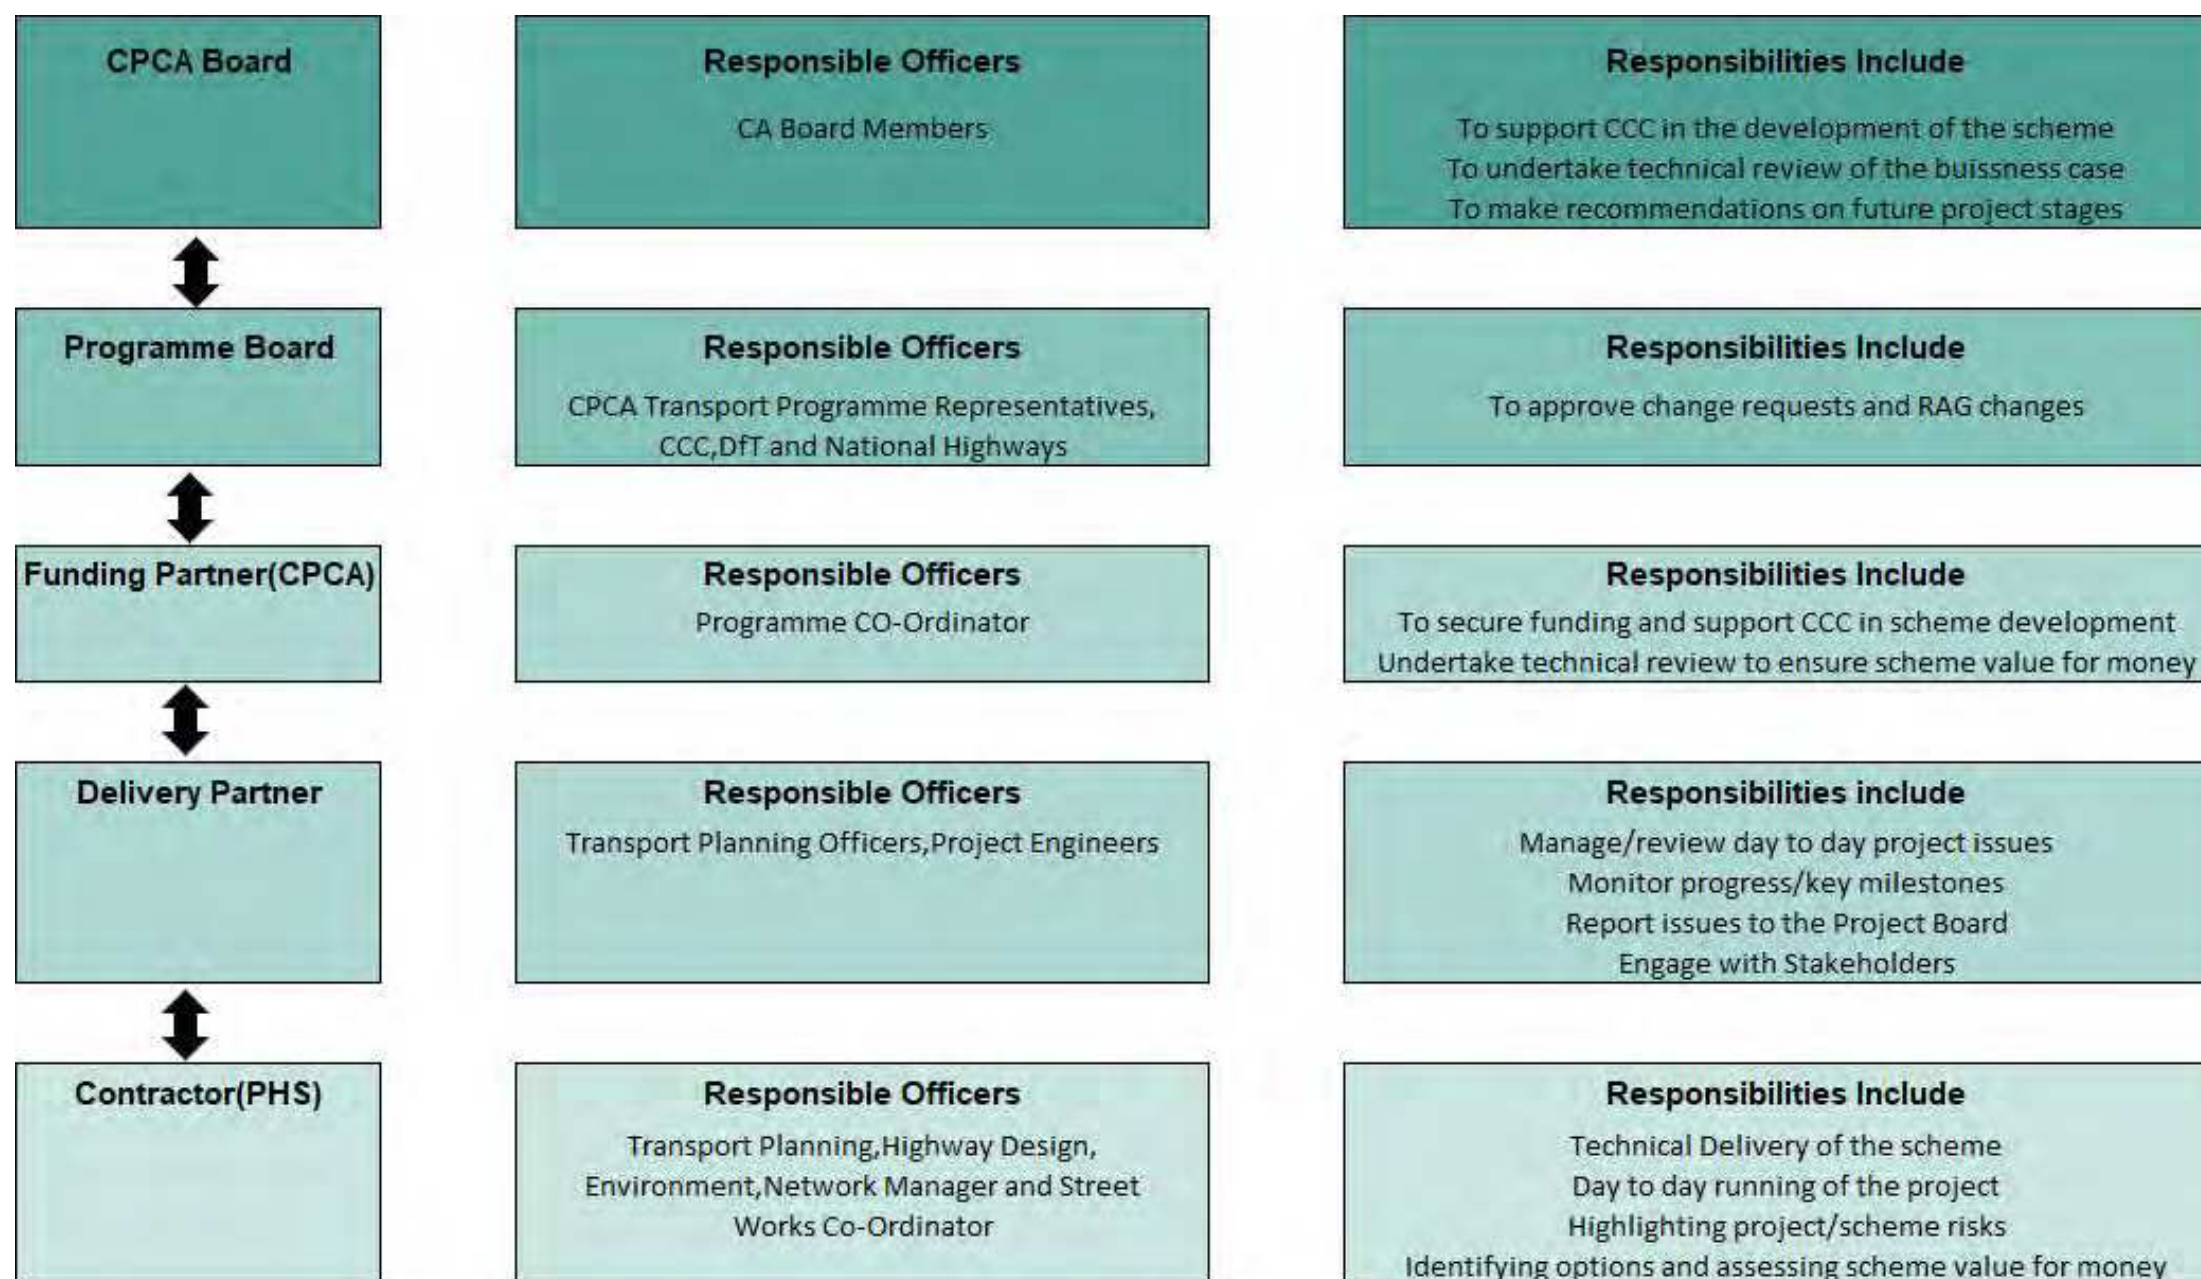 CPCA Board
Responsible Officers
CA Board Members
Responsibilities Include
To support CCC in the development of the scheme
To undertake technical review of the buissness case
To make recommendations on future project stages
Programme Board
Responsible Officers
CPCA Transport Programme Representatives,
CCC,DfT and National Highways
Responsibilities Include
To approve change requests and RAG changes
Funding Partner(CPCA)
Responsible Officers
Programme CO-Ordinator
Responsibilities Include
To secure funding and support CCC in scheme development
Undertake technical review to ensure scheme value for money
Delivery Partner
Responsible Officers
Transport Planning Officers,Project Engineers
Responsibilities include
Manage/review day to day project issues
Monitor progress/key milestones
Report issues to the Project Board
Engage with Stakeholders
Contractor(PHS)
Responsible Officers
Transport Planning,Highway Design,
Environment,Network Manager and Street
Works Co-Ordinator
Responsibilities Include
Technical Delivery of the scheme
Day to day running of the project
Highlighting project/scheme risks
Identifying options and assessing scheme value for money